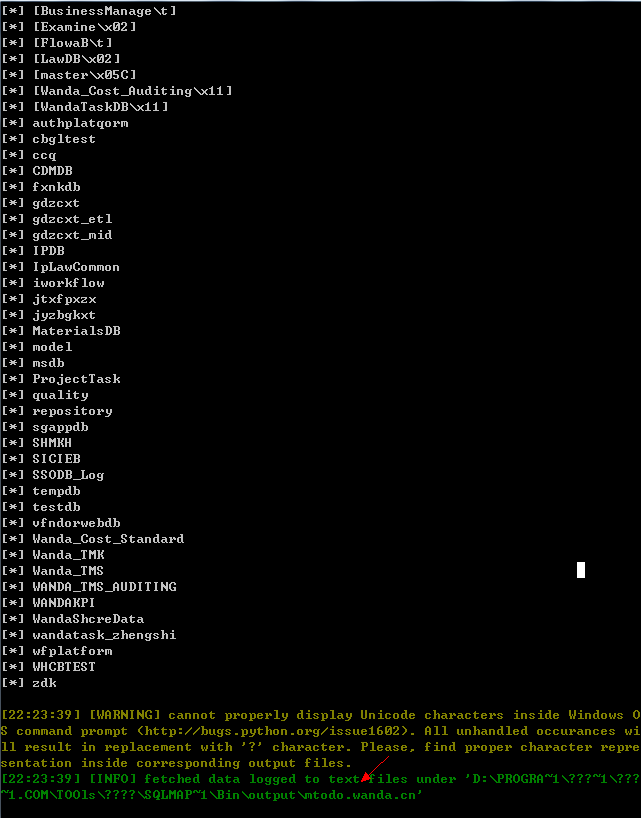 [*] [BusinessManage\t]
[*] [Examine\x02]
[*] [FlowaB\t]
[*] [LawDB\x02]
[*] [master\x05C]
[*] [Wanda_Cost_Auditing\x11]
[*] [WandaTaskDB\x11]
[*] authplatqorm
[*] cbgltest
[*] ccq
[*] CDMDB
[*] fxnkdb
[*] gdzcxt
[*] gdzcxt_etl
[*] gdzcxt_mid
[*] IPDB
[*] IpLawCommon
[*] iworkflow
[*] jtxfpxzx
[*] jyzbgkxt
[*] MaterialsDB
[*] model
[*] msdb
[*] ProjectTask
[*] quality
[*] repository
[*] sgappdb
[*] SHMKH
[*] SICIEB
[*] SSODB_Log
[*] tempdb
[*] testdb
[*] vfndorwebdb
[*] Wanda_Cost_Standard
[*] Wanda_TMK
[*] Wanda_TMS
[*] WANDA_TMS_AUDITING
[*] WANDAKPI
[*] WandaShcreData
[*] wandatask_zhengshi
[*] wfplatform
[*] WHCBTEST
[*] zdk
[22:23:39] [WARNING] cannot properly display Unicode characters inside Windows O
S command prompt (http://bugs.python.org/issue1602). All unhandled occurances wi
ll result in replacement with '?' character. Please, find proper character repre
sentation inside corresponding output files.
[22:23:39] [INFO] fetched data logged to text files under 'D:\PROGRA~1\???~1\???
~1.COM\TOOls\????\SQLMAP~1\Bin\output\mtodo.wanda.cn'